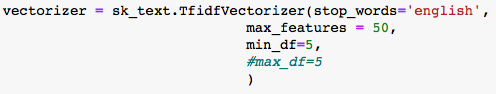 vectorizer = sk_text.TfidfVectorizer(stop_words='english',
max_features = 50,
min_df=5,
#max_df=5
)